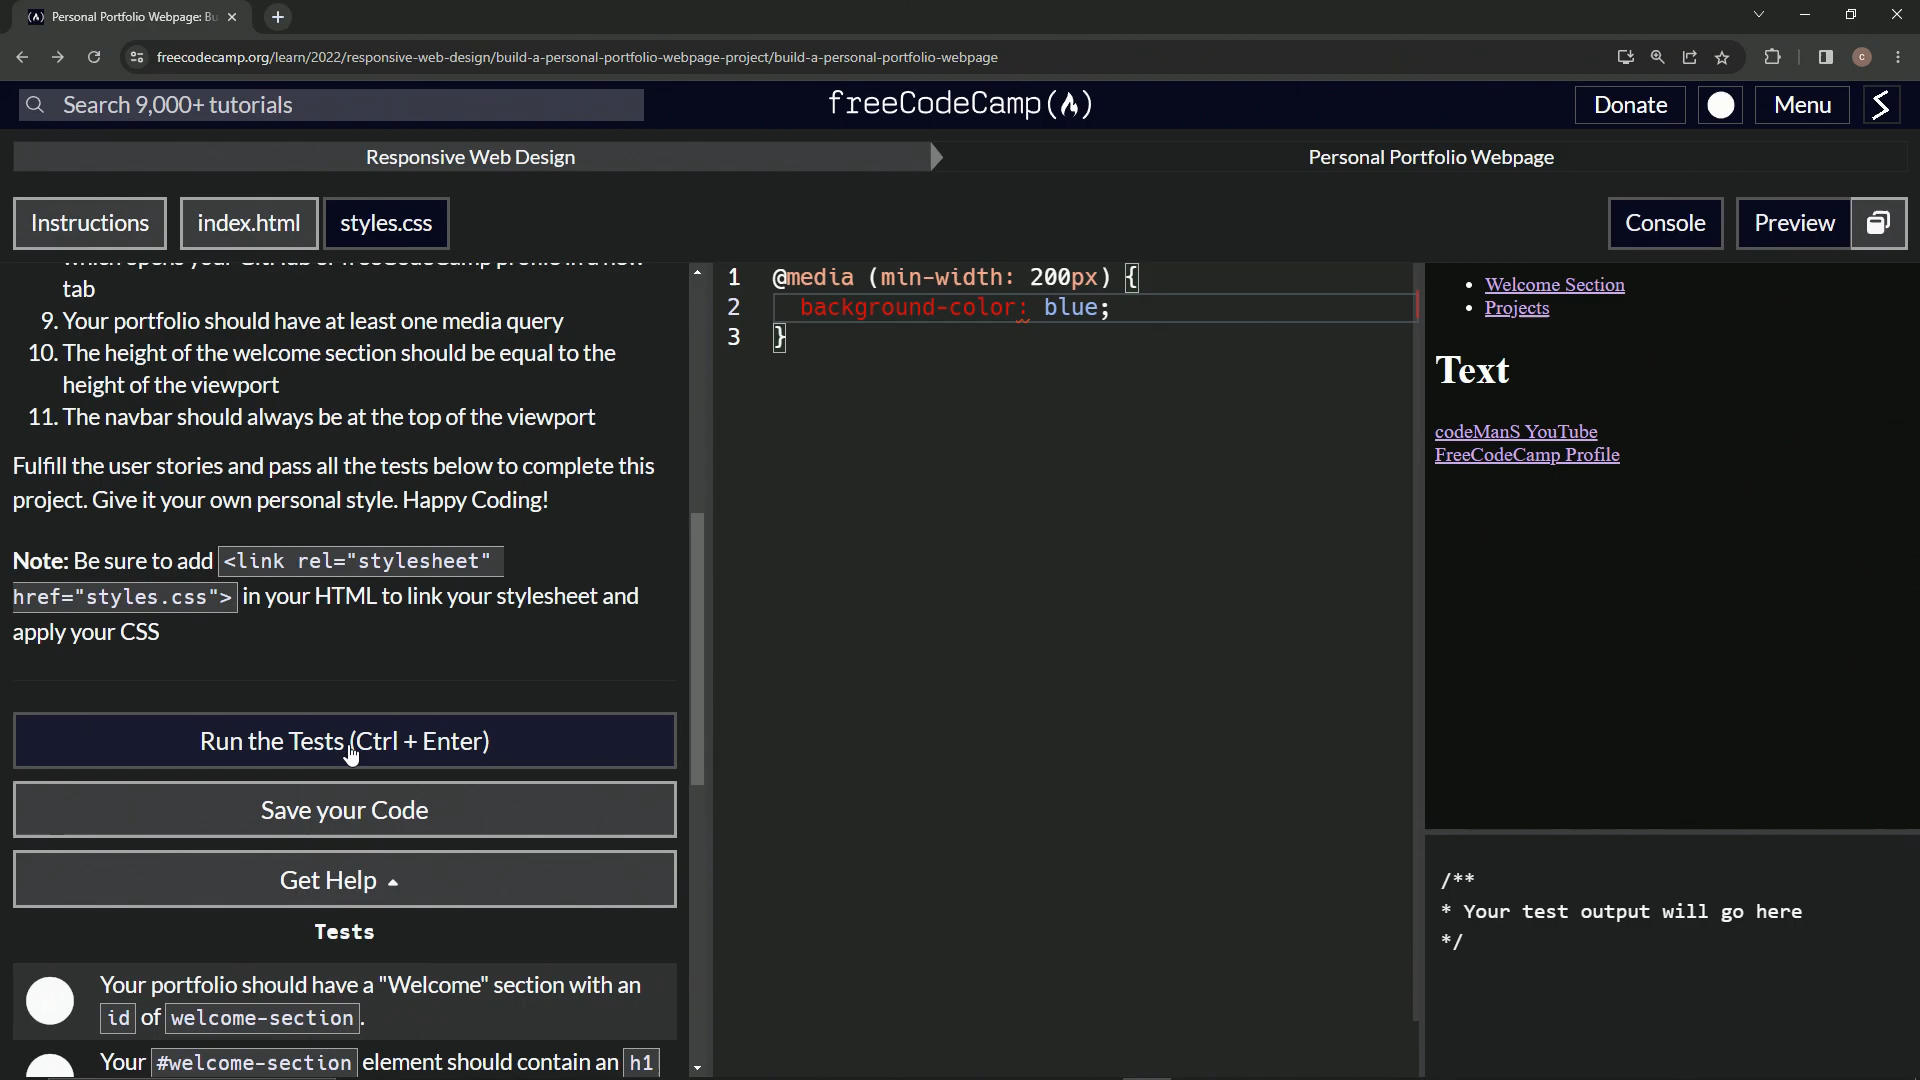 Personal Portfolio Webpage: Bu
freecodecamp.org/learn/2022/responsive-web-design/build-a-personal-portfolio-webpage-project/build-a-personal-portfolio-webpage
C
Search 9,000+ tutorials
freeCodeCamp
Donate
Menu
Responsive Web Design
Personal Portfolio Webpage
Instructions
index.html
styles.css
Console
Preview
tab
9. Your portfolio should have at least one media query
10. The height of the welcome section should be equal to the
height of the viewport
11. The navbar should always be at the top of the viewport
Fulfill the user stories and pass all the tests below to complete this
project. Give it your own personal style. Happy Coding!
Note: Be sure to add <link rel="stylesheet"
href="styles.css"> in your HTML to link your stylesheet and
apply your CSS
Run the Tests (Ctrl + Enter)
Save your Code
Get Help
Tests
Your portfolio should have a "Welcome" section with an
id of welcome-section.
Your #welcome-section element should contain an h1
1 @media (min-width: 200px) {
2 background-color: blue;
3 }
• Welcome Section
• Projects
Text
codeManS YouTube
FreeCodeCamp Profile
/**
* Your test output will go here
*/